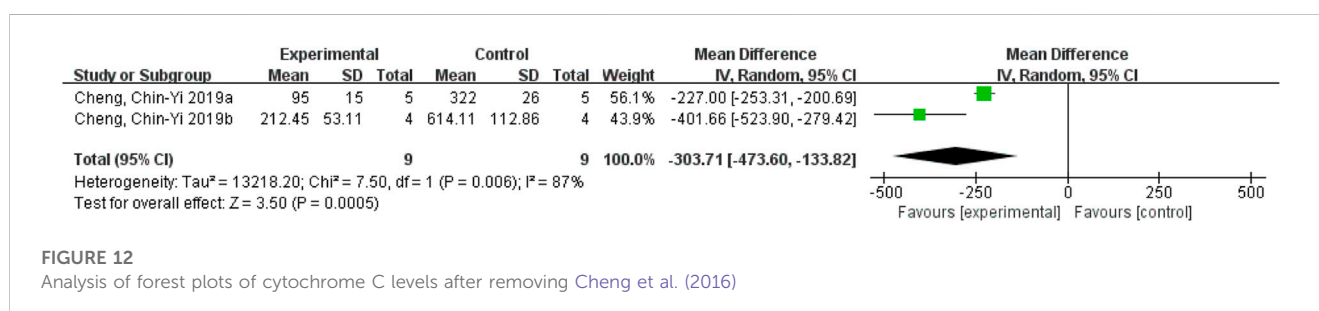 Experimental Control Mean Difference Mean Difference
Study or Subgroup Mean SD Total Mean SD Total Weight IV, Random, 95% CI IV, Random, 95% CI
Cheng, Chin-Yi 2019a 95 15 5 322 26 5 56.1% -227.00 [-253.31, -200.69]
Cheng, Chin-Yi 2019b 212.45 53.11 4 614.11 112.86 4 43.9% -401.66 [-523.90, -279.42]
Total (95% CI) 9 9 100.0% -303.71 [-473.60, -133.82]
Heterogeneity: Tau² = 13218.20; Chi² = 7.50, df = 1 (P = 0.006); I² = 87%
Test for overall effect: Z = 3.50 (P = 0.0005)
-500 -250 0 250 500
Favours [experimental] Favours [control]
FIGURE 12
Analysis of forest plots of cytochrome C levels after removing Cheng et al. (2016)